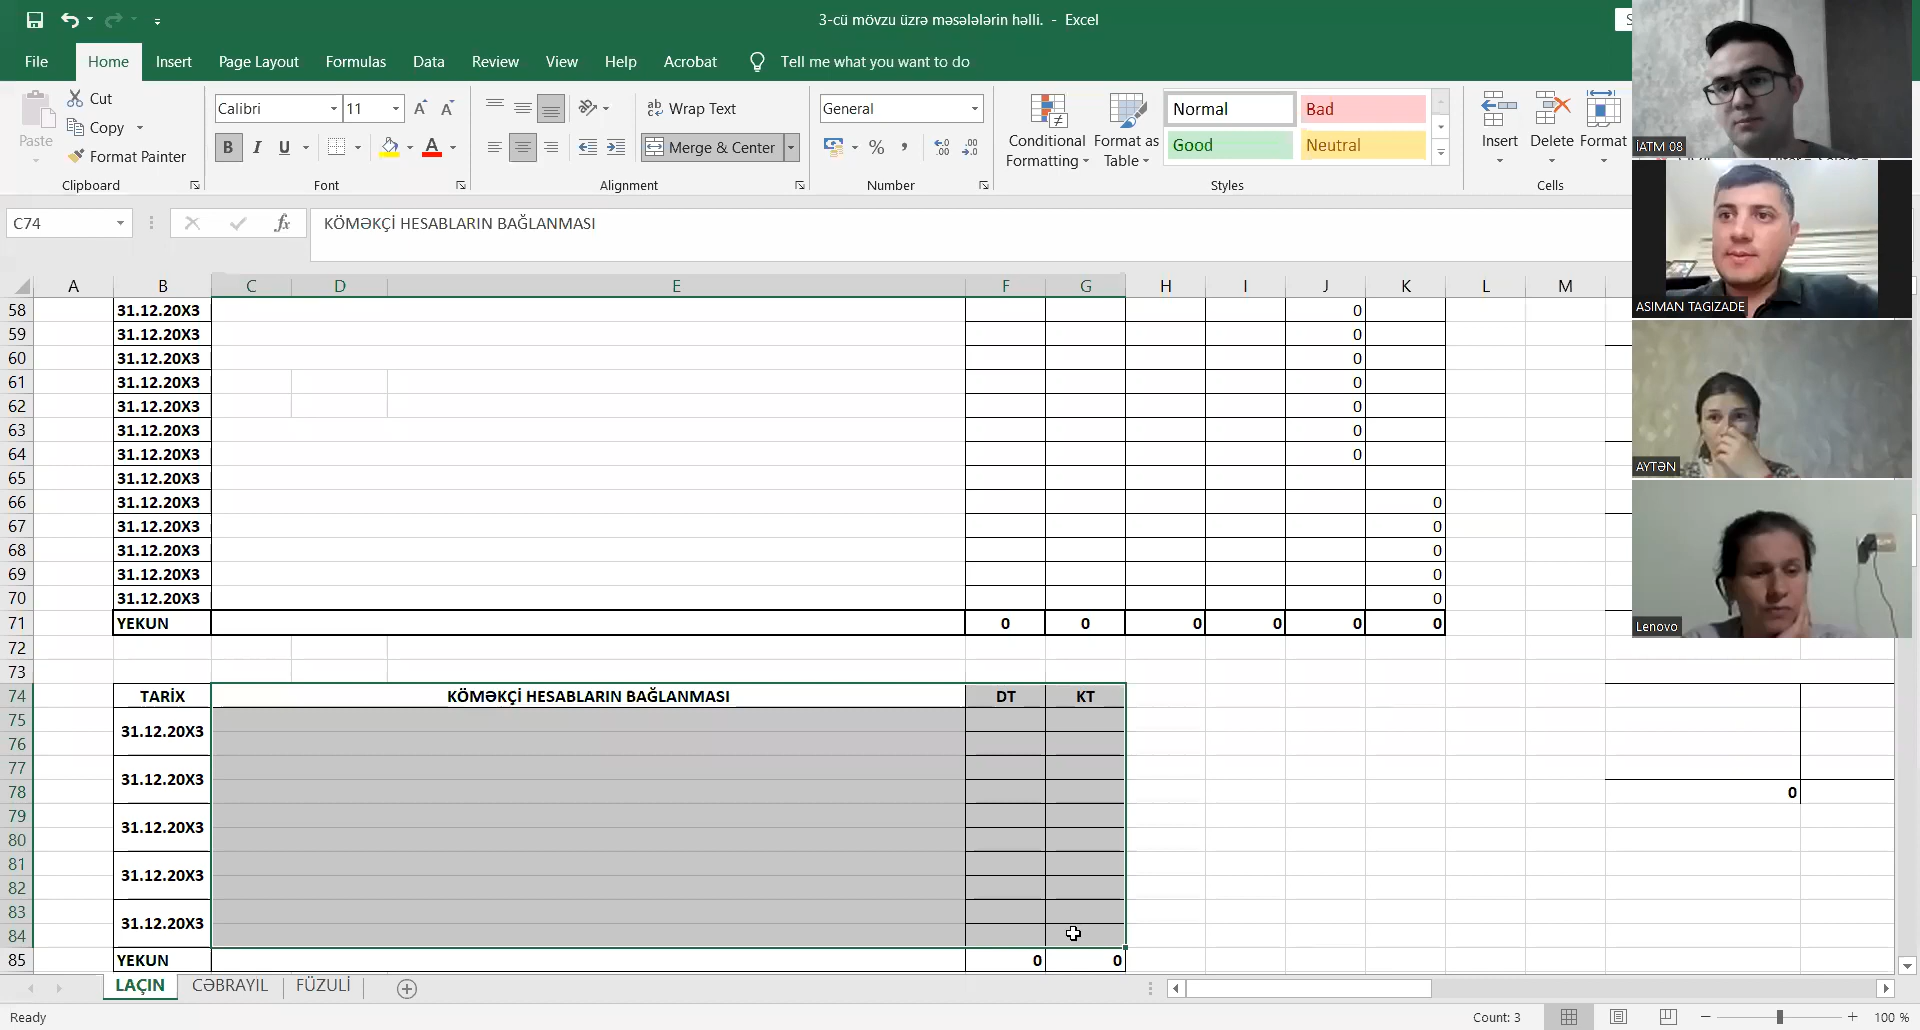 3-cü mövzu üzrə məsələlərin həlli. - Excel
File Home Insert Page Layout Formulas Data Review View Help Acrobat Tell me what you want to do
Cut
Copy
Format Painter
Paste
Clipboard
Calibri 11
B I U
Font
Wrap Text
Merge & Center
Alignment
General
Number
Conditional Formatting
Format as Table
Normal Bad
Good Neutral
Styles
Insert Delete Format
Cells
C74
fx
KÖMƏKÇİ HESABLARIN BAĞLANMASI
A B C D E F G H I J K L M
58 31.12.20X3 0
59 31.12.20X3 0
60 31.12.20X3 0
61 31.12.20X3 0
62 31.12.20X3 0
63 31.12.20X3 0
64 31.12.20X3 0
65 31.12.20X3
66 31.12.20X3 0
67 31.12.20X3 0
68 31.12.20X3 0
69 31.12.20X3 0
70 31.12.20X3 0
71 YEKUN 0 0 0 0 0 0
72
73
74 TARİX KÖMƏKÇİ HESABLARIN BAĞLANMASI DT KT
75
31.12.20X3
76
77
31.12.20X3
78 0
79
31.12.20X3
80
81
31.12.20X3
82
83
31.12.20X3
84
85 YEKUN 0 0
LAÇIN CƏBRAYIL FÜZULİ
Ready Count: 3 100 %
İATM 08
ASIMAN TAGIZADE
AYTƏN
Lenovo